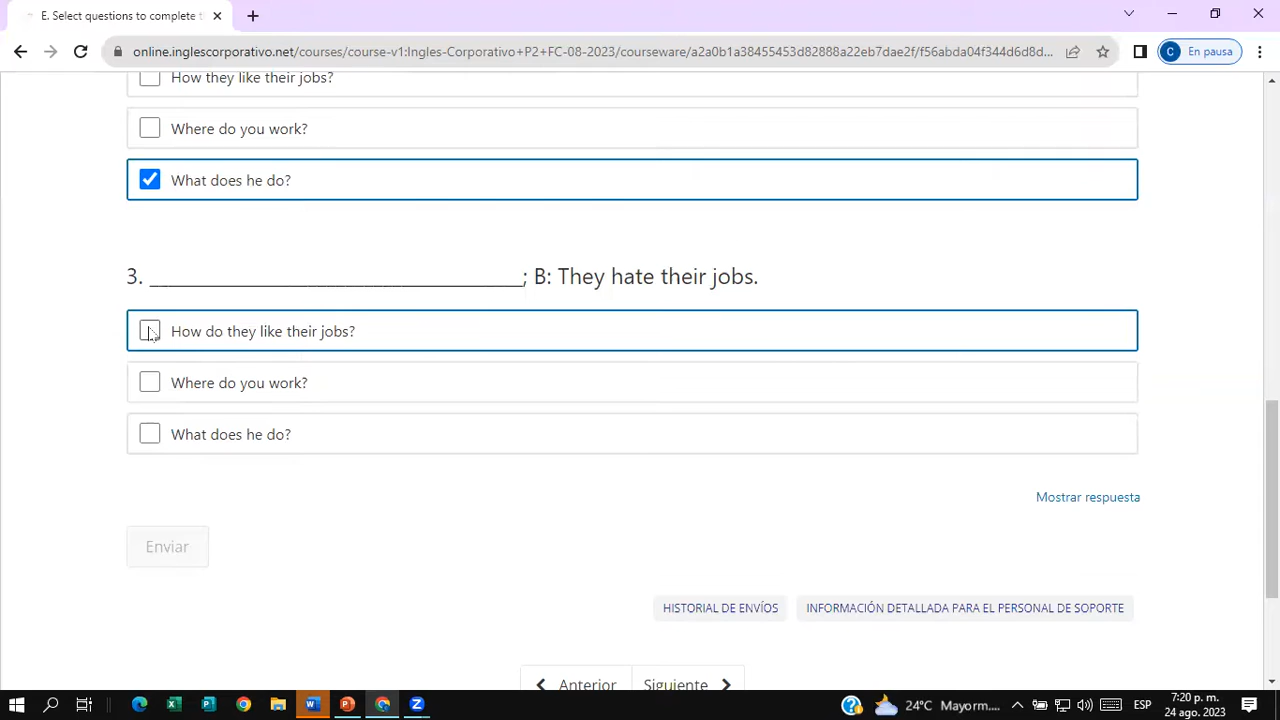 E. Select questions to complete t
online.inglescorporativo.net/courses/course-v1:Ingles-Corporativo+P2+FC-08-2023/courseware/a2a0b1a38455453d82888a22eb7dae2f/f56abda04f344d6d8d...
C En pausa
How they like their jobs?
Where do you work?
What does he do?
3. ______________________________; B: They hate their jobs.
How do they like their jobs?
Where do you work?
What does he do?
Mostrar respuesta
Enviar
HISTORIAL DE ENVÍOS
INFORMACIÓN DETALLADA PARA EL PERSONAL DE SOPORTE
Anterior
Siguiente
24°C Mayorm....
ESP
7:20 p. m.
24 ago. 2023